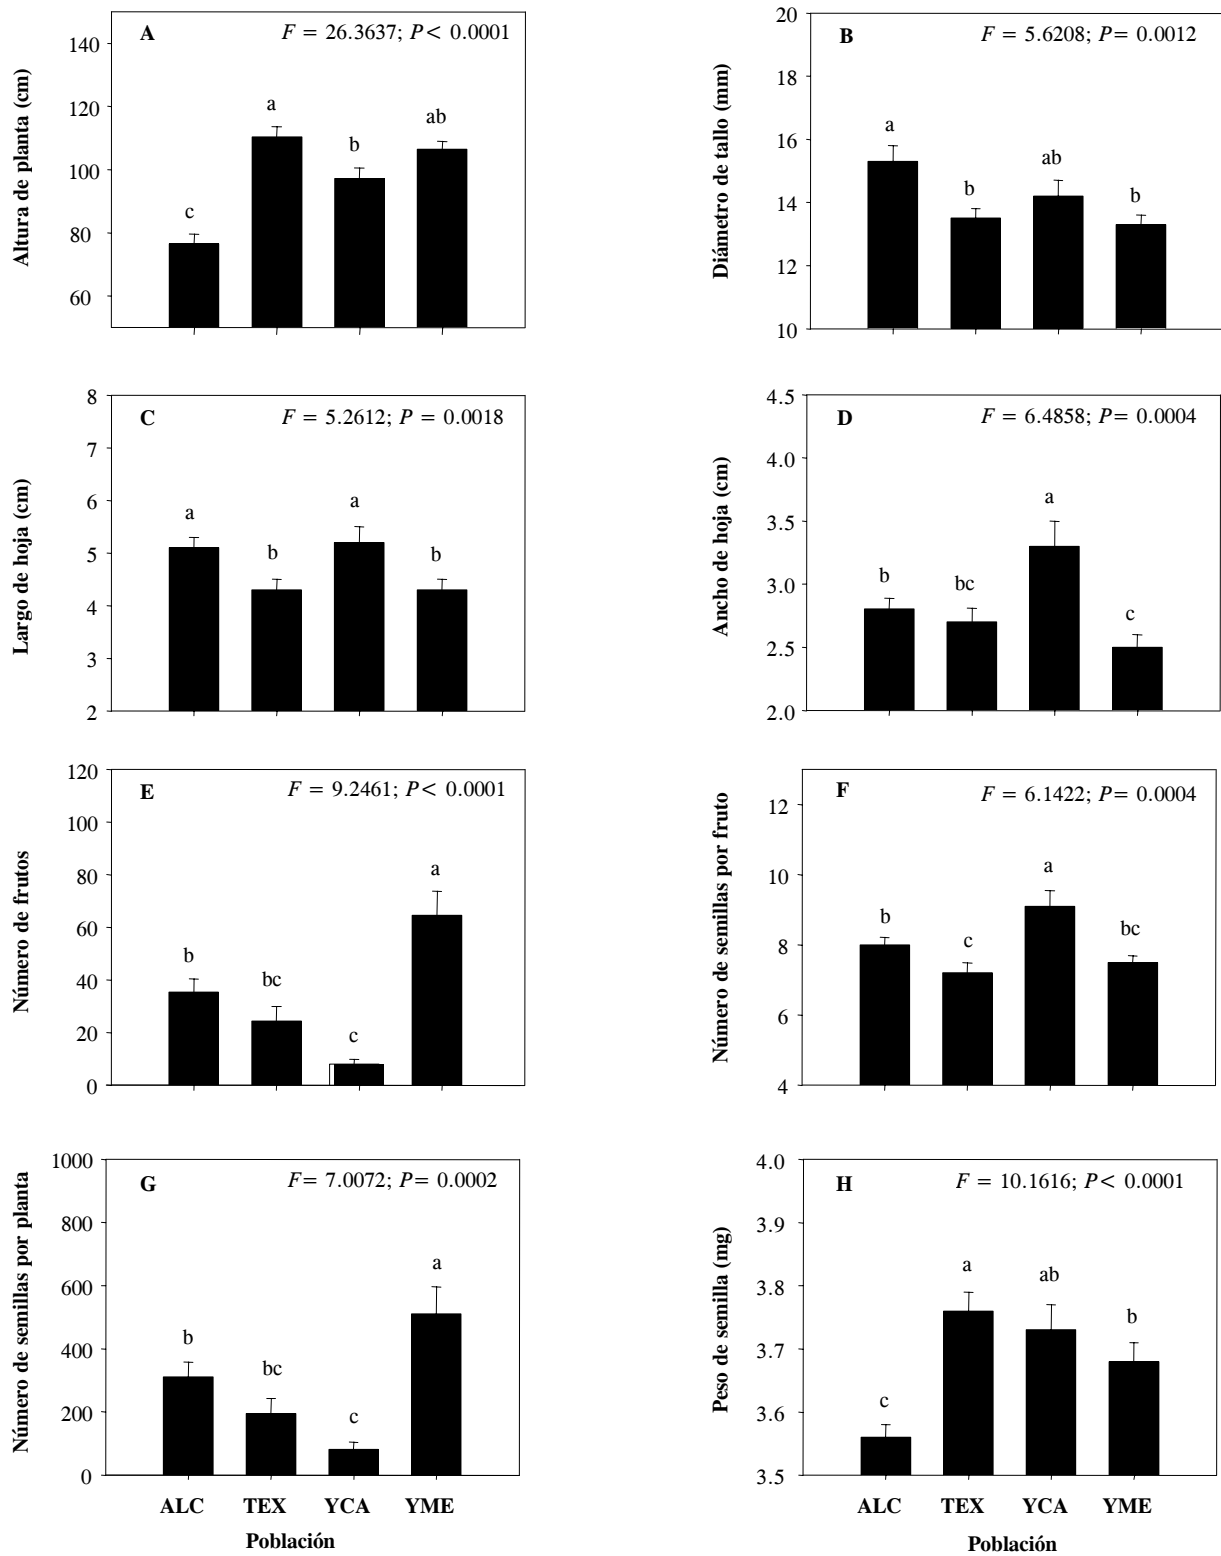 A
F = 26.3637; P< 0.0001
Altura de planta (cm)
140
120
100
80
60
c
a
b
ab
B
F = 5.6208; P= 0.0012
Diámetro de tallo (mm)
20
18
16
14
12
10
a
b
ab
b
C
F = 5.2612; P = 0.0018
Largo de hoja (cm)
8
7
6
5
4
3
2
a
b
a
b
D
F = 6.4858; P= 0.0004
Ancho de hoja (cm)
4.5
4.0
3.5
3.0
2.5
2.0
b
bc
a
c
E
F = 9.2461; P< 0.0001
Número de frutos
120
100
80
60
40
20
0
b
bc
c
a
F
F = 6.1422; P= 0.0004
Número de semillas por fruto
12
10
8
6
4
b
c
a
bc
G
F= 7.0072; P= 0.0002
Número de semillas por planta
1000
800
600
400
200
0
b
bc
c
a
ALC TEX YCA YME
Población
H
F = 10.1616; P< 0.0001
Peso de semilla (mg)
4.0
3.9
3.8
3.7
3.6
3.5
c
a
ab
b
ALC TEX YCA YME
Población